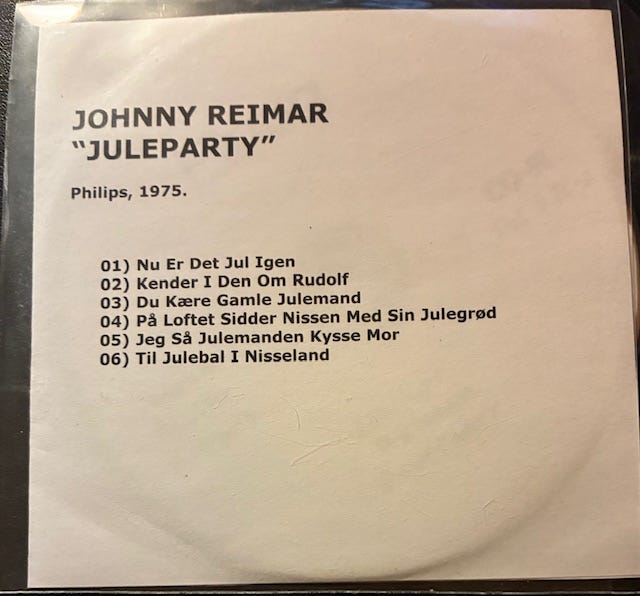 JOHNNY REIMAR
“JULEPARTY”
Philips, 1975.
01) Nu Er Det Jul Igen
02) Kender I Den Om Rudolf
03) Du Kære Gamle Julemand
04) På Loftet Sidder Nissen Med Sin Julegrød
05) Jeg Så Julemanden Kysse Mor
06) Til Julebal I Nisseland